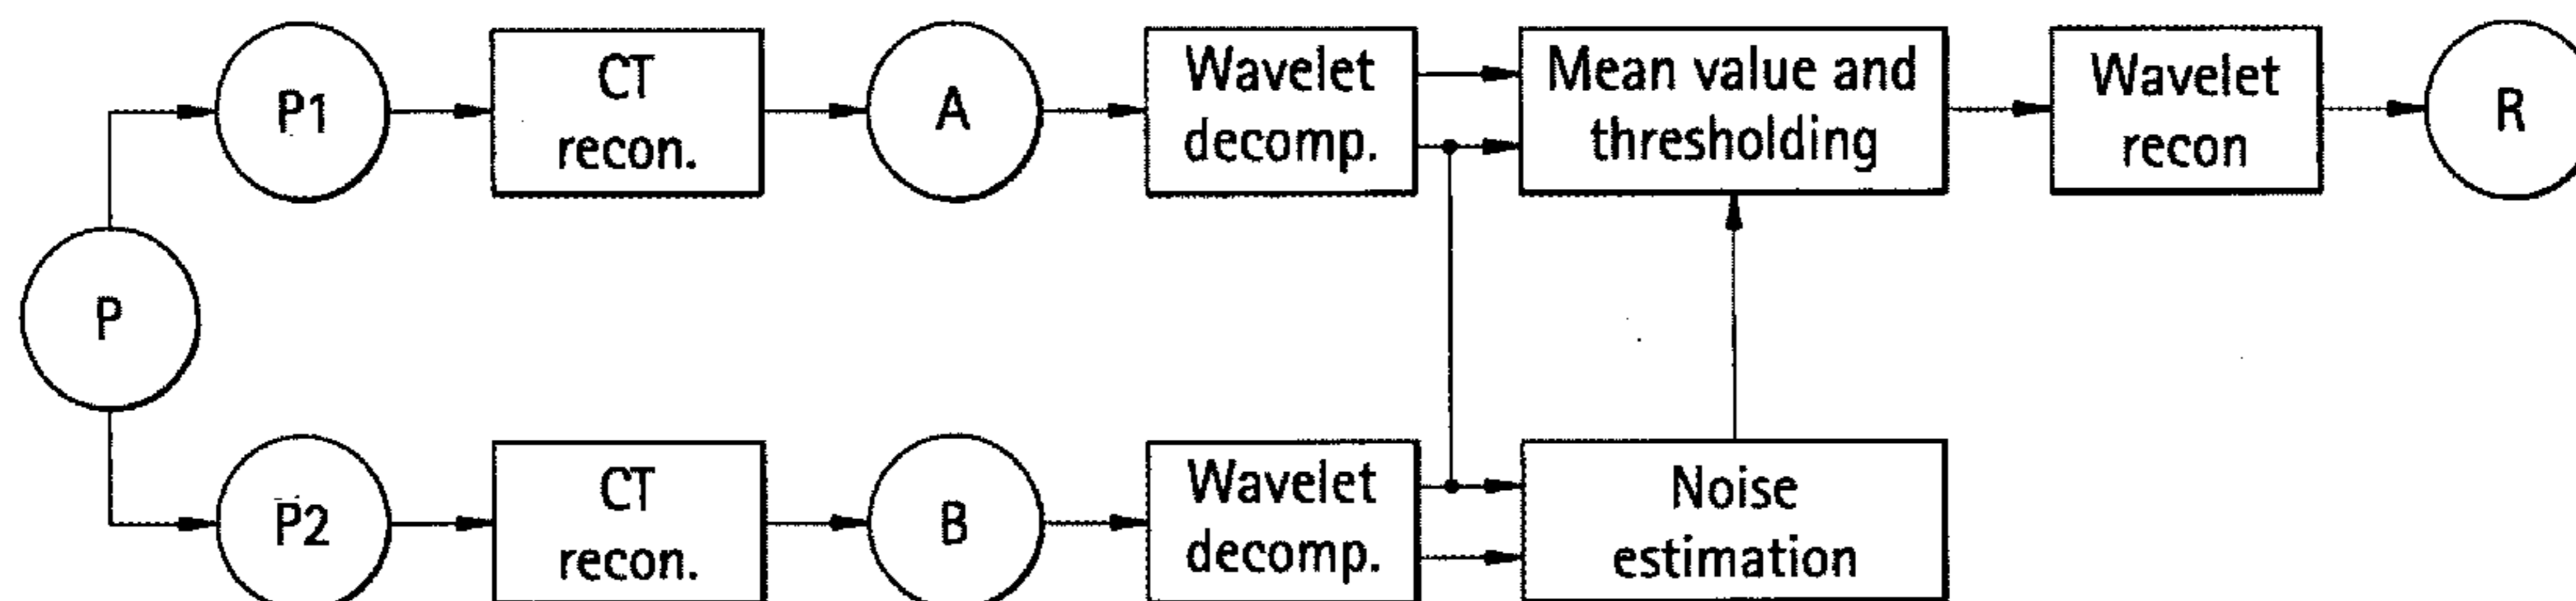 P1
CT
recon.
A
Wavelet
decomp.
Mean value and
thresholding
Wavelet
recon
R
P
P2
CT
recon.
B
Wavelet
decomp.
Noise
estimation